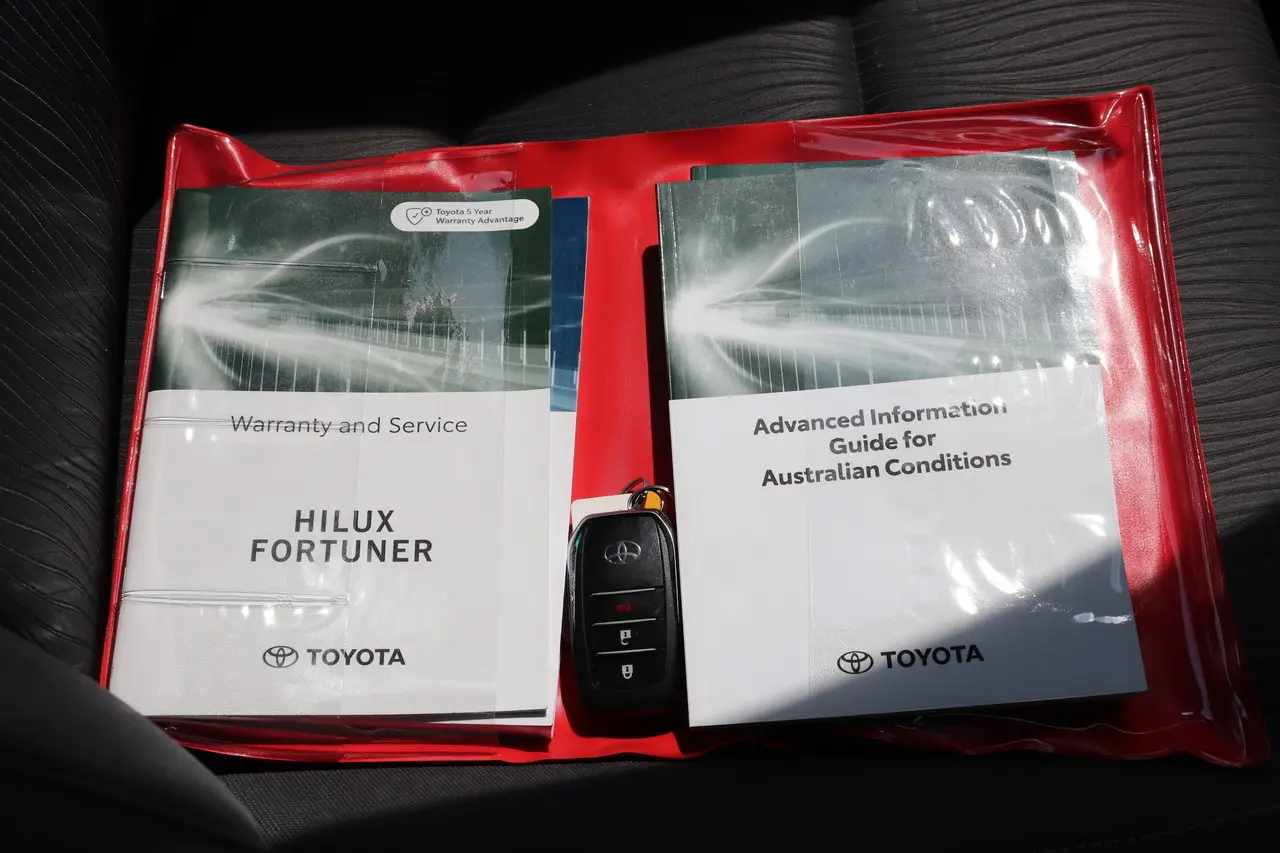 Toyota 5 Year
Warranty Advantage
Warranty and Service
HILUX
FORTUNER
TOYOTA
Advanced Information
Guide for
Australian Conditions
TOYOTA